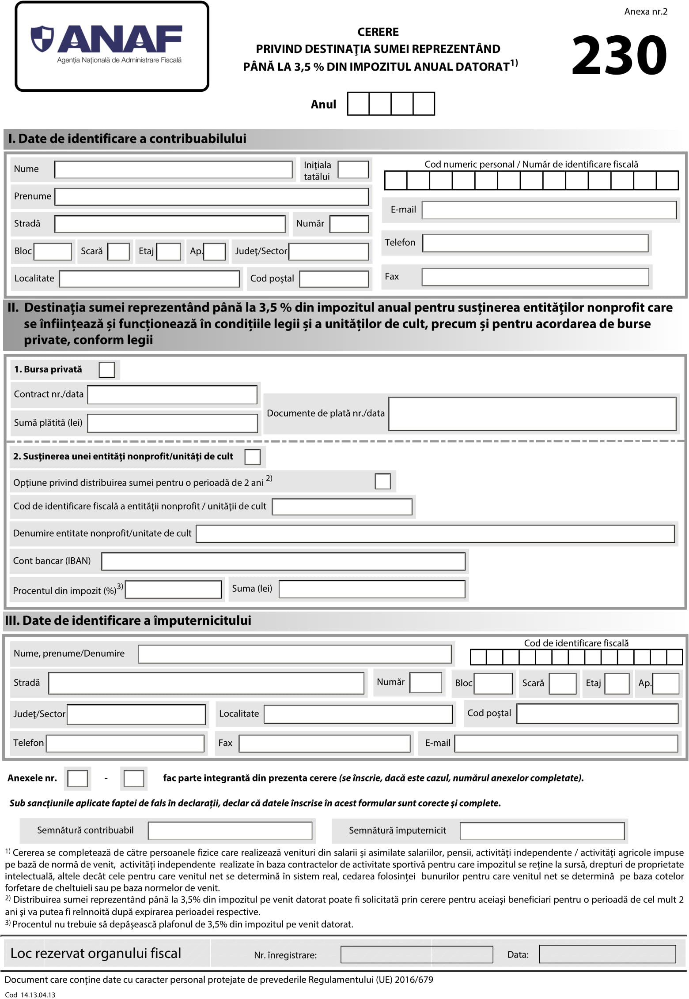 ANAF
Agenția Națională de Administrare Fiscală
Anexa nr.2
CERERE
PRIVIND DESTINAŢIA SUMEI REPREZENTÂND
PÂNĂ LA 3,5 % DIN IMPOZITUL ANUAL DATORAT1)
230
Anul
I. Date de identificare a contribuabilului
Nume
Iniţiala
tatălui
Cod numeric personal / Număr de identificare fiscală
Prenume
E-mail
Stradă
Număr
Telefon
Bloc
Scară
Etaj
Ap.
Judeţ/Sector
Localitate
Cod poştal
Fax
II. Destinația sumei reprezentând până la 3,5 % din impozitul anual pentru susținerea entităților nonprofit care
se înființează și funcționează în condițiile legii și a unităților de cult, precum și pentru acordarea de burse
private, conform legii
1. Bursa privată
Contract nr./data
Documente de plată nr./data
Sumă plătită (lei)
2. Susţinerea unei entităţi nonprofit/unităţi de cult
Opțiune privind distribuirea sumei pentru o perioadă de 2 ani 2)
Cod de identificare fiscală a entităţii nonprofit / unităţii de cult
Denumire entitate nonprofit/unitate de cult
Cont bancar (IBAN)
Procentul din impozit (%)3)
Suma (lei)
III. Date de identificare a împuternicitului
Nume, prenume/Denumire
Cod de identificare fiscală
Stradă
Număr
Bloc
Scară
Etaj
Ap.
Judeţ/Sector
Localitate
Cod poştal
Telefon
Fax
E-mail
Anexele nr. - fac parte integrantă din prezenta cerere (se înscrie, dacă este cazul, numărul anexelor completate).
Sub sancţiunile aplicate faptei de fals în declarații, declar că datele înscrise în acest formular sunt corecte şi complete.
Semnătură contribuabil
Semnătură împuternicit
1) Cererea se completează de către persoanele fizice care realizează venituri din salarii și asimilate salariilor, pensii, activități independente / activități agricole impuse
pe bază de normă de venit, activități independente realizate în baza contractelor de activitate sportivă pentru care impozitul se reține la sursă, drepturi de proprietate
intelectuală, altele decât cele pentru care venitul net se determină în sistem real, cedarea folosinței bunurilor pentru care venitul net se determină pe baza cotelor
forfetare de cheltuieli sau pe baza normelor de venit.
2) Distribuirea sumei reprezentând până la 3,5% din impozitul pe venit datorat poate fi solicitată prin cerere pentru aceiaşi beneficiari pentru o perioadă de cel mult 2
ani şi va putea fi reînnoită după expirarea perioadei respective.
3) Procentul nu trebuie să depășească plafonul de 3,5% din impozitul pe venit datorat.
Loc rezervat organului fiscal
Nr. înregistrare:
Data:
Document care conține date cu caracter personal protejate de prevederile Regulamentului (UE) 2016/679
Cod 14.13.04.13